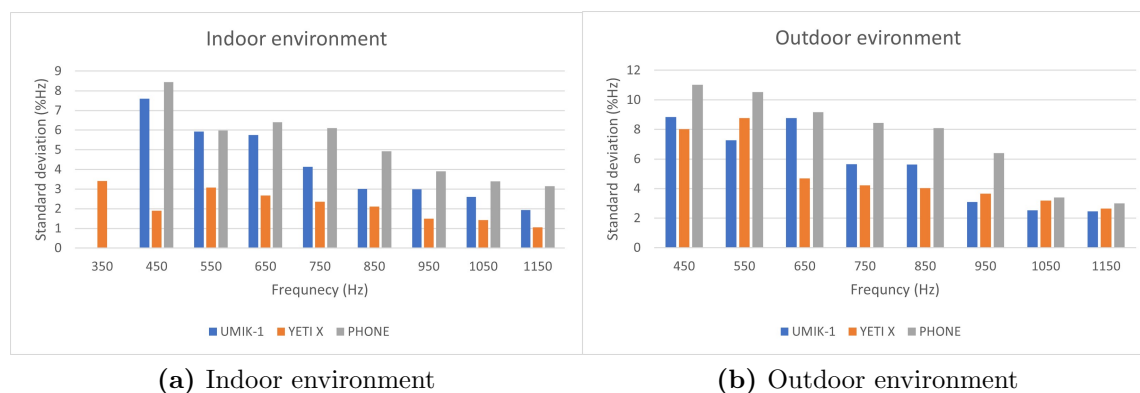 Indoor environment
Standard deviation (%Hz)
9
8
7
6
5
4
3
2
1
0
350 450 550 650 750 850 950 1050 1150
Frequnecy (Hz)
UMIK-1 YETI X PHONE
(a) Indoor environment
Outdoor evironment
Standard deviation (%Hz)
12
10
8
6
4
2
0
450 550 650 750 850 950 1050 1150
Frequncy (Hz)
UMIK-1 YETI X PHONE
(b) Outdoor environment